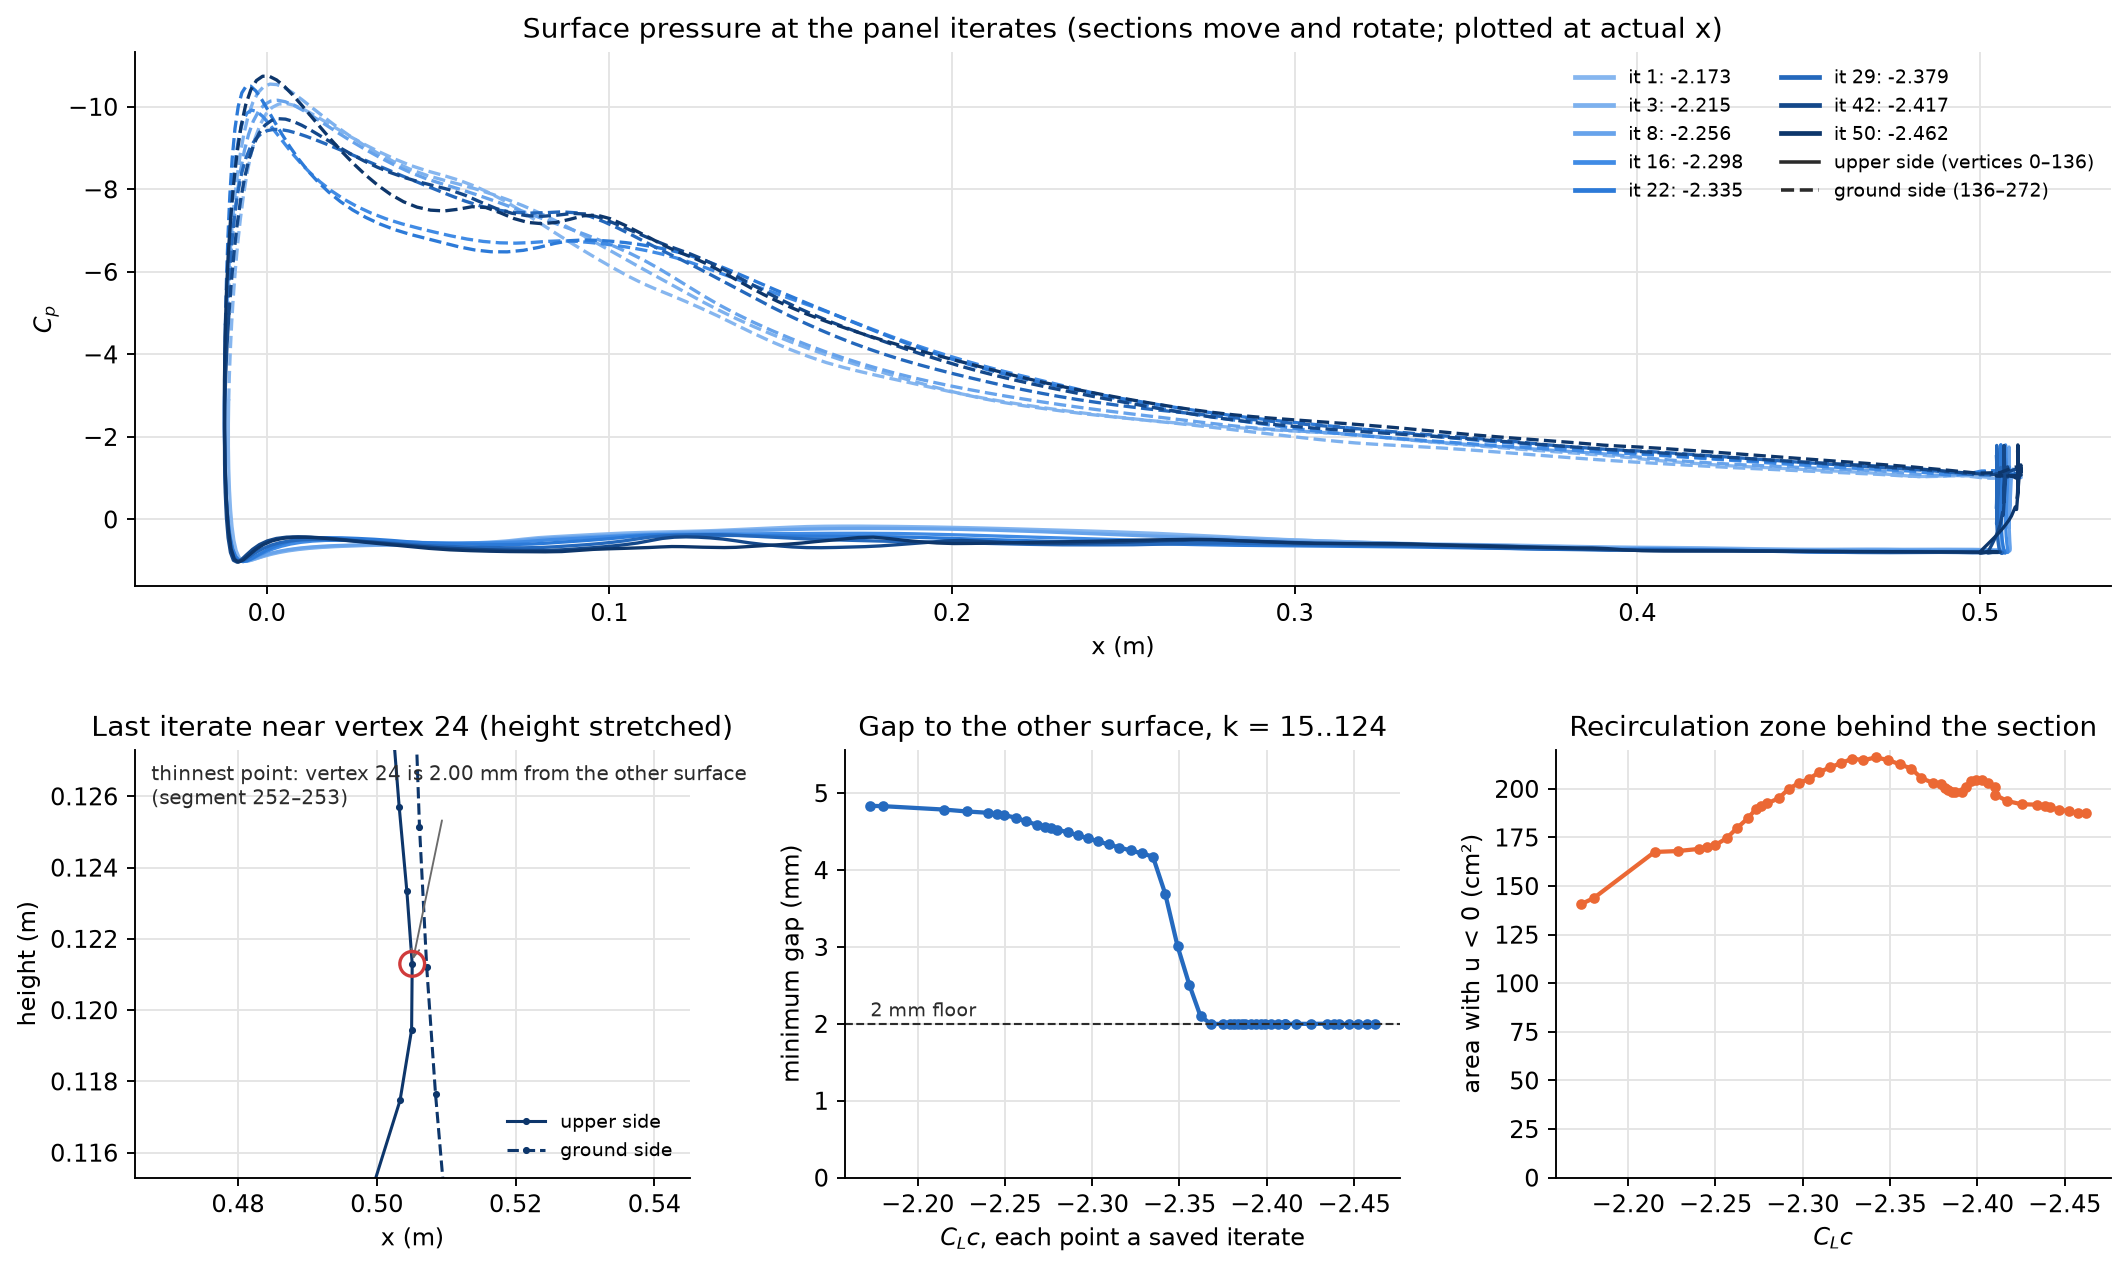 Surface pressure at the panel iterates (sections move and rotate; plotted at actual x)
it 1: -2.173
it 3: -2.215
it 8: -2.256
it 16: -2.298
it 22: -2.335
it 29: -2.379
it 42: -2.417
it 50: -2.462
upper side (vertices 0–136)
ground side (136–272)
−10
−8
−6
−4
−2
0
Cp
0.0
0.1
0.2
0.3
0.4
0.5
x (m)
Last iterate near vertex 24 (height stretched)
thinnest point: vertex 24 is 2.00 mm from the other surface
(segment 252–253)
0.126
0.124
0.122
0.120
0.118
0.116
height (m)
upper side
ground side
0.48
0.50
0.52
0.54
x (m)
Gap to the other surface, k = 15..124
5
4
3
2
1
0
minimum gap (mm)
2 mm floor
−2.20
−2.25
−2.30
−2.35
−2.40
−2.45
CLc, each point a saved iterate
Recirculation zone behind the section
200
175
150
125
100
75
50
25
0
area with u < 0 (cm²)
−2.20
−2.25
−2.30
−2.35
−2.40
−2.45
CLc